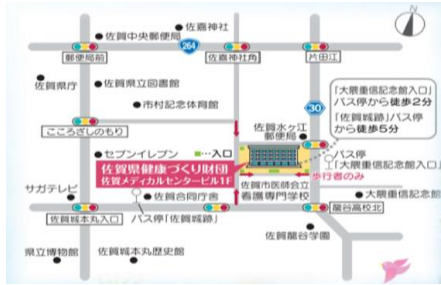 佐嘉神社
佐賀中央郵便局
264
郵便局前
佐嘉神社角
片田江
佐賀県庁
佐賀県立図書館
市村記念体育館
30
「大隈重信記念館入口」
バス停から徒歩2分
「佐賀城跡」バス停
から徒歩5分
こころざしのもり
佐賀水ヶ江
郵便局
セブンイレブン
…入口
バス停
「大隈重信記念館入口」
佐賀県健康づくり財団
佐賀メディカルセンタービル1F
歩行者のみ
サガテレビ
佐賀合同庁舎
佐賀市医師会立
看護専門学校
大隈重信記念館
佐賀城本丸入口
バス停「佐賀城跡」
龍谷高校北
佐賀龍谷学園
県立博物館
佐賀城本丸歴史館